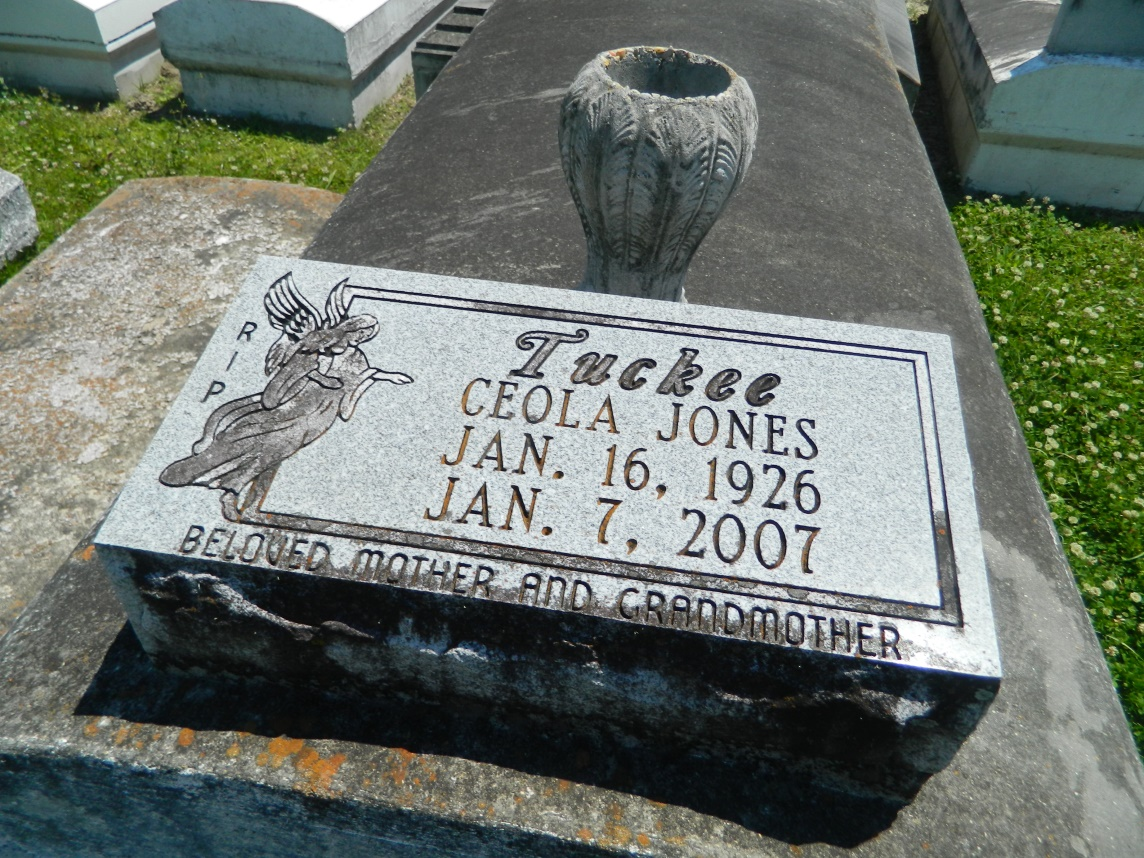 RIP
Tuckee
CEOLA JONES
JAN. 16, 1926
JAN. 7, 2007
BELOVED MOTHER AND GRANDMOTHER